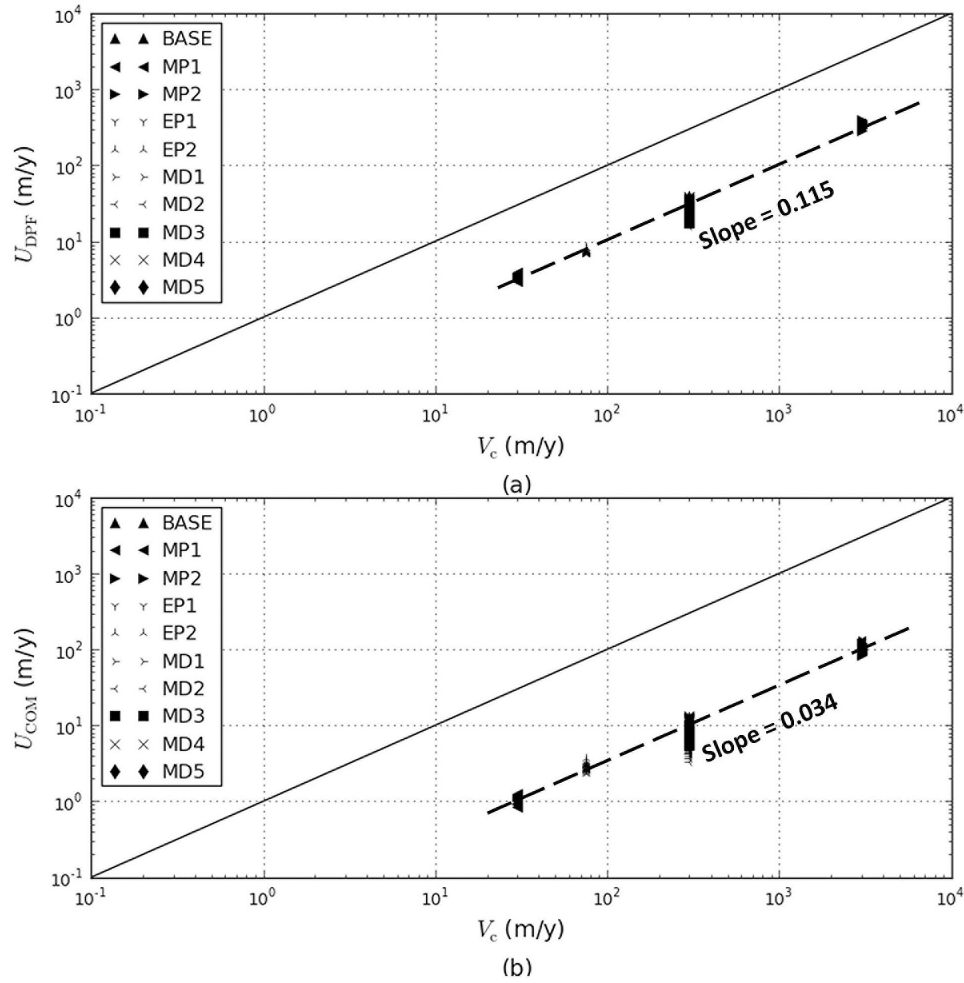 10^4
10^3
10^2
10^1
10^0
10^-1
U_DPF (m/y)
BASE
MP1
MP2
EP1
EP2
MD1
MD2
MD3
MD4
MD5
Slope = 0.115
10^-1 10^0 10^1 10^2 10^3 10^4
V_c (m/y)
(a)
10^4
10^3
10^2
10^1
10^0
10^-1
U_COM (m/y)
BASE
MP1
MP2
EP1
EP2
MD1
MD2
MD3
MD4
MD5
Slope = 0.034
10^-1 10^0 10^1 10^2 10^3 10^4
V_c (m/y)
(b)